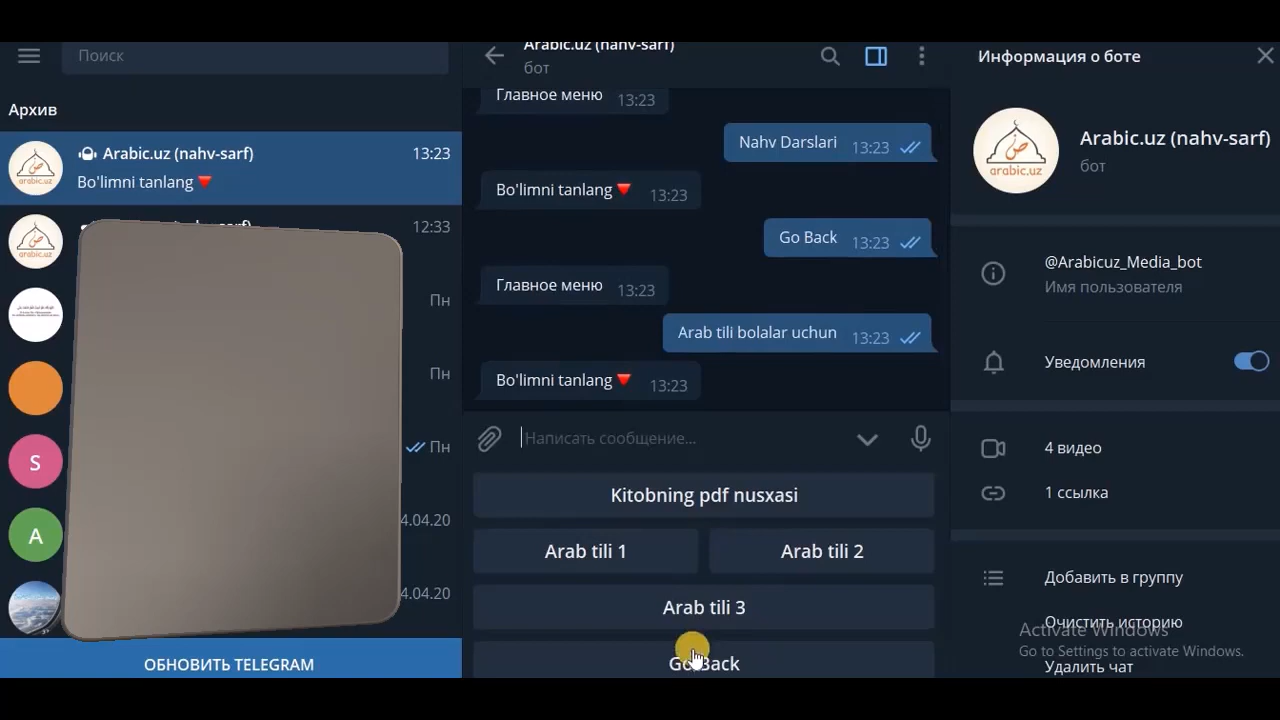 Поиск
Архив
Arabic.uz (nahv-sarf)
13:23
Bo'limni tanlang
12:33
Пн
Пн
Пн
4.04.20
4.04.20
S
A
arabic.uz
arabic.uz
ОБНОВИТЬ TELEGRAM
Arabic.uz (nahv-sarf)
бот
Главное меню 13:23
Nahv Darslari 13:23
Bo'limni tanlang 13:23
Go Back 13:23
Главное меню 13:23
Arab tili bolalar uchun 13:23
Bo'limni tanlang 13:23
Написать сообщение...
Kitobning pdf nusxasi
Arab tili 1
Arab tili 2
Arab tili 3
Go Back
Информация о боте
arabic.uz
Arabic.uz (nahv-sarf)
бот
@Arabicuz_Media_bot
Имя пользователя
Уведомления
4 видео
1 ссылка
Добавить в группу
Очистить историю
Удалить чат
Activate Windows
Go to Settings to activate Windows.